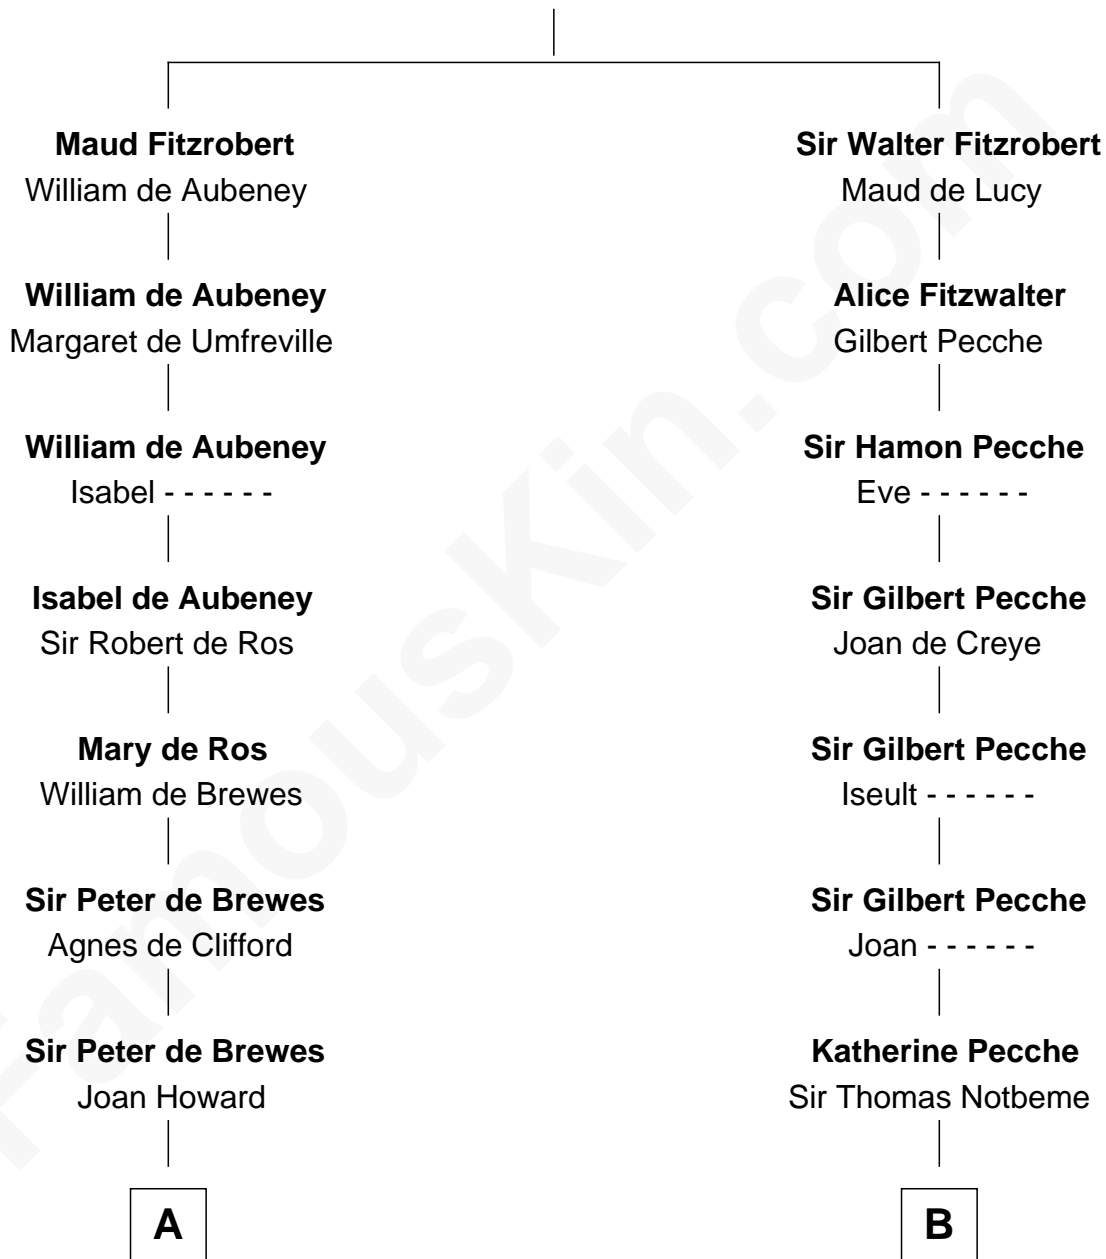 Maud Fitzrobert
William de Aubeney
William de Aubeney
Margaret de Umfreville
William de Aubeney
Isabel - - - - - -
Isabel de Aubeney
Sir Robert de Ros
Mary de Ros
William de Brewes
Sir Peter de Brewes
Agnes de Clifford
Sir Peter de Brewes
Joan Howard
A
Sir Walter Fitzrobert
Maud de Lucy
Alice Fitzwalter
Gilbert Pecche
Sir Hamon Pecche
Eve - - - - - -
Sir Gilbert Pecche
Joan de Creye
Sir Gilbert Pecche
Iseult - - - - - -
Sir Gilbert Pecche
Joan - - - - - -
Katherine Pecche
Sir Thomas Notbeme
B
FamousKin.com